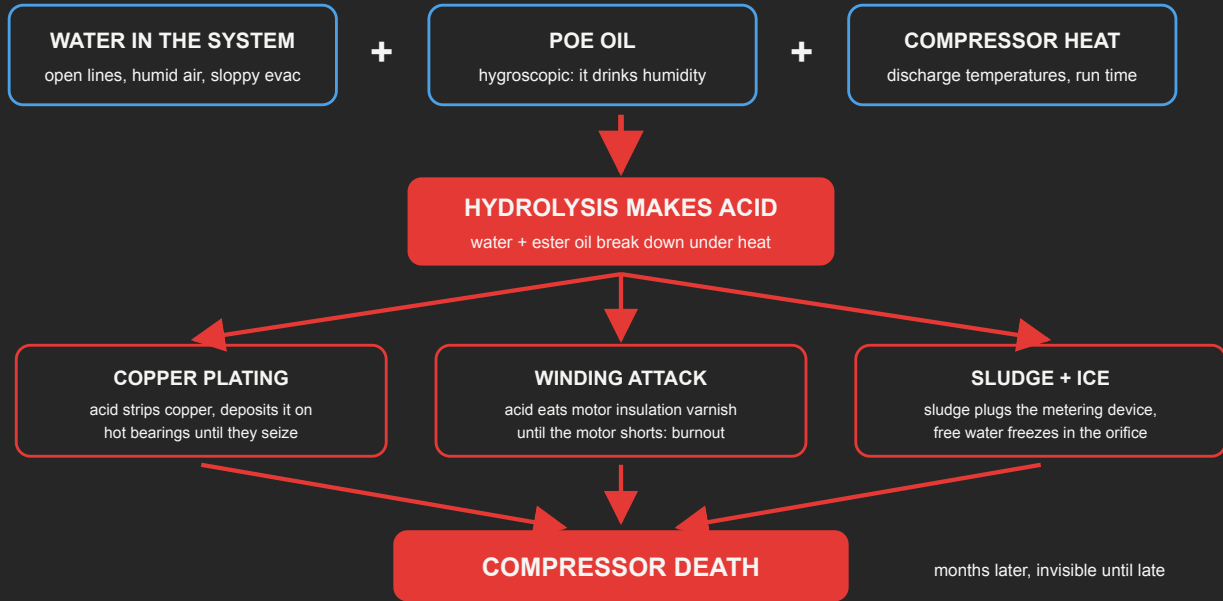 WATER IN THE SYSTEM
open lines, humid air, sloppy evac
+
POE OIL
hygroscopic: it drinks humidity
+
COMPRESSOR HEAT
discharge temperatures, run time
HYDROLYSIS MAKES ACID
water + ester oil break down under heat
COPPER PLATING
acid strips copper, deposits it on
hot bearings until they seize
WINDING ATTACK
acid eats motor insulation varnish
until the motor shorts: burnout
SLUDGE + ICE
sludge plugs the metering device,
free water freezes in the orifice
COMPRESSOR DEATH
months later, invisible until late